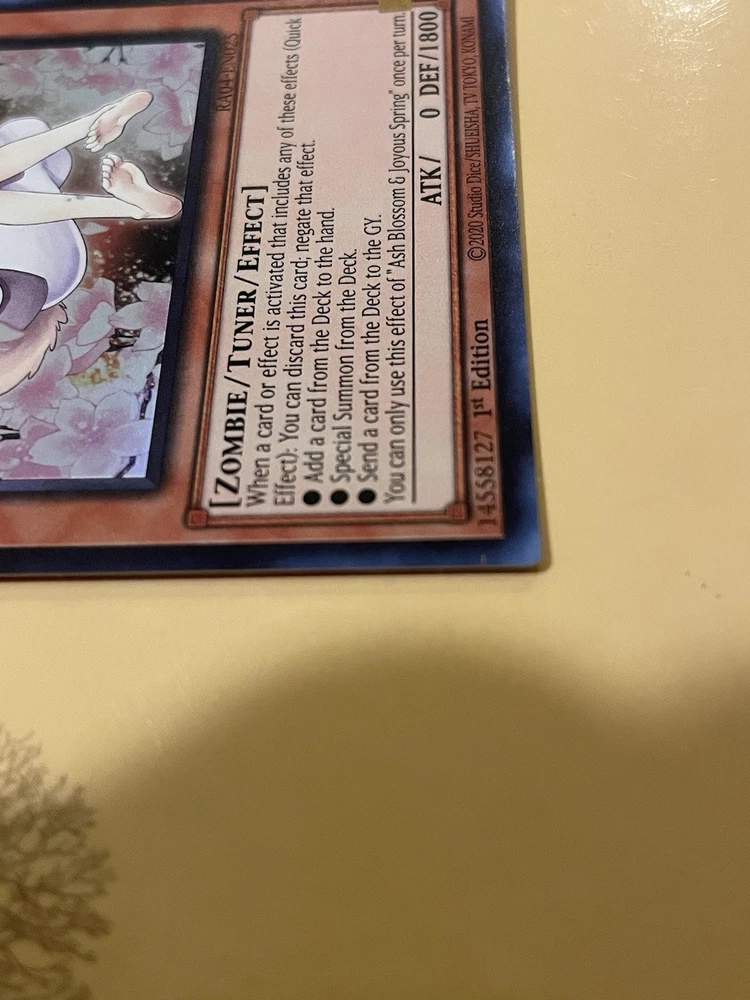 RA04-EN025
[ZOMBIE/TUNER/EFFECT]
When a card or effect is activated that includes any of these effects (Quick
Effect): You can discard this card; negate that effect.
● Add a card from the Deck to the hand.
● Special Summon from the Deck.
● Send a card from the Deck to the GY.
You can only use this effect of "Ash Blossom & Joyous Spring" once per turn.
ATK/ 0 DEF/1800
14558127 1st Edition ©2020 Studio Dice/SHUEISHA, TV TOKYO, KONAMI